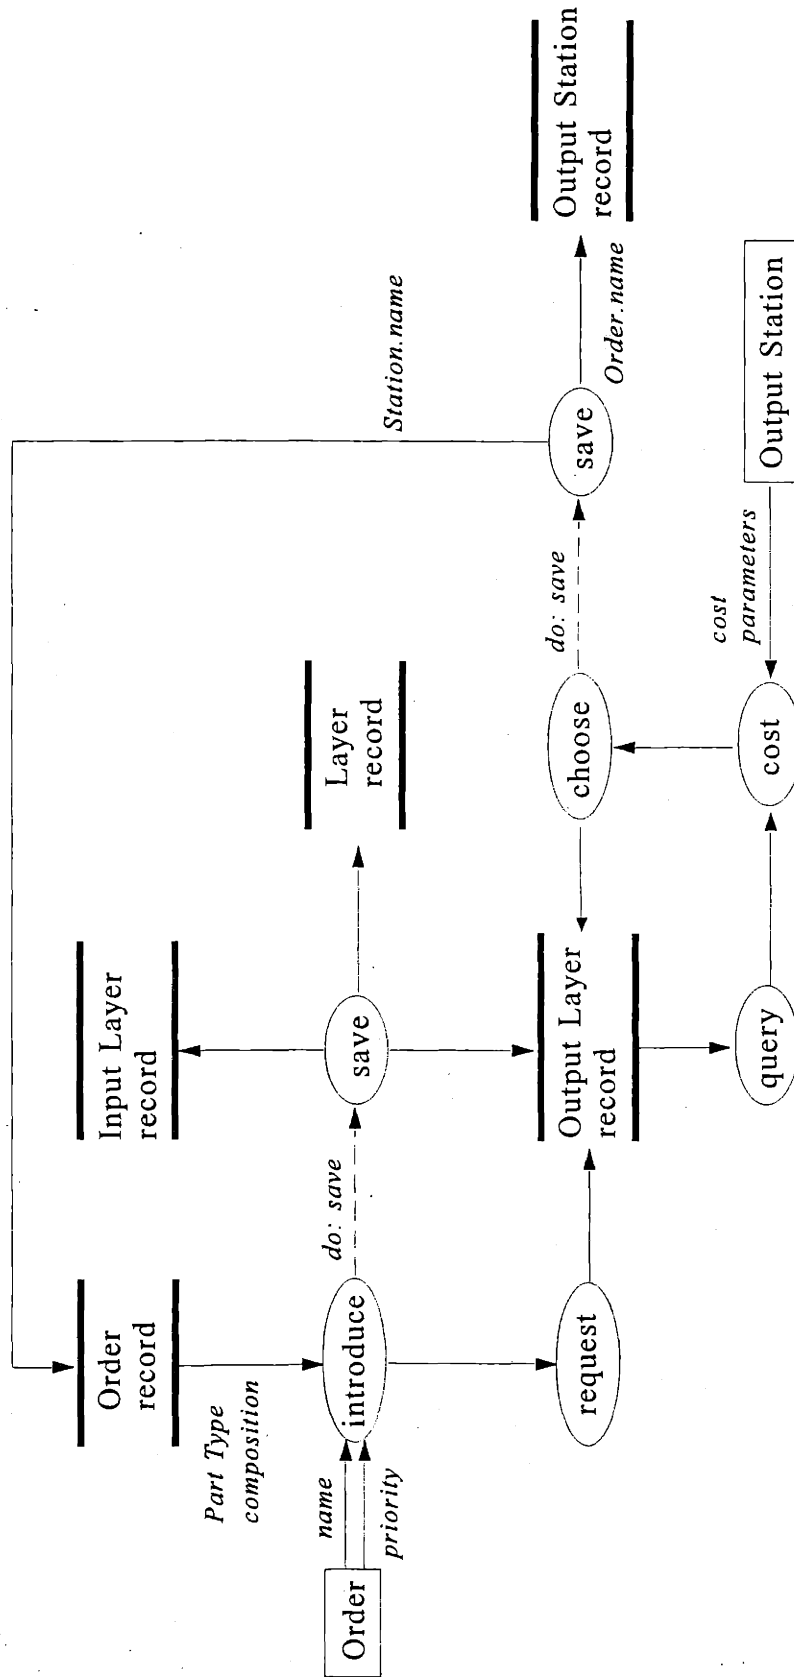 Order
record
Input Layer
record
Station.name
Part Type
composition
name
priority
Order
introduce
do: save
save
Layer
record
request
Output Layer
record
choose
do: save
save
Order.name
Output Station
record
query
cost
cost
parameters
Output Station